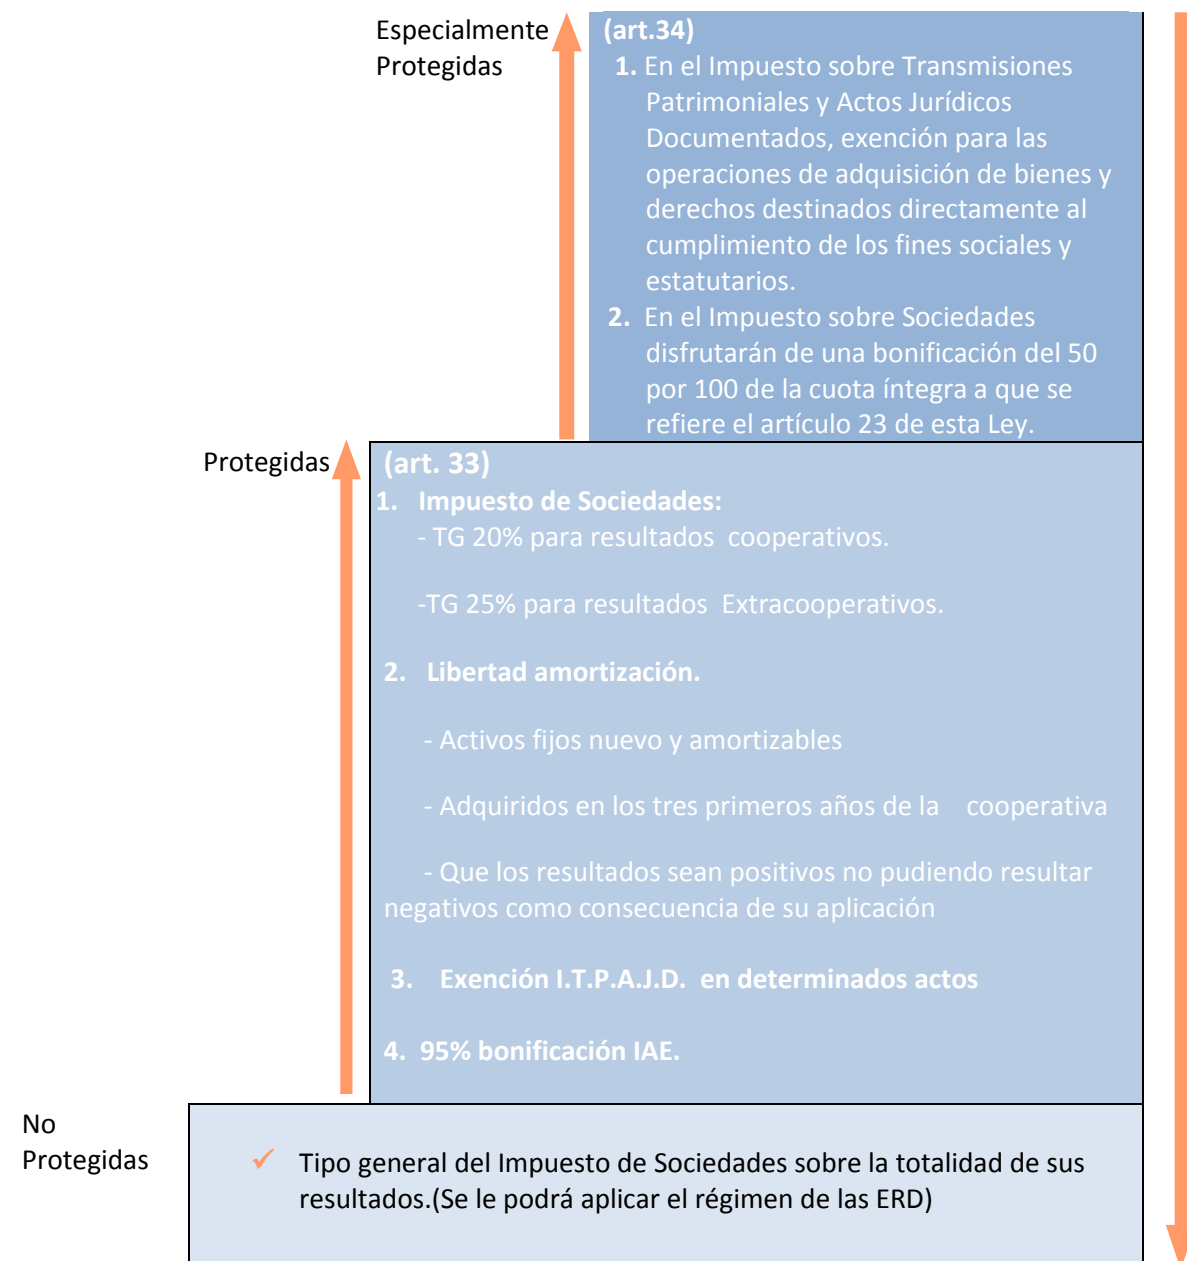 Especialmente
Protegidas
(art.34)
1. En el Impuesto sobre Transmisiones
Patrimoniales y Actos Jurídicos
Documentados, exención para las
operaciones de adquisición de bienes y
derechos destinados directamente al
cumplimiento de los fines sociales y
estatutarios.
2. En el Impuesto sobre Sociedades
disfrutarán de una bonificación del 50
por 100 de la cuota íntegra a que se
refiere el artículo 23 de esta Ley.
Protegidas
(art. 33)
1. Impuesto de Sociedades:
- TG 20% para resultados cooperativos.
-TG 25% para resultados Extracooperativos.
2. Libertad amortización.
- Activos fijos nuevo y amortizables
- Adquiridos en los tres primeros años de la cooperativa
- Que los resultados sean positivos no pudiendo resultar
negativos como consecuencia de su aplicación
3. Exención I.T.P.A.J.D. en determinados actos
4. 95% bonificación IAE.
No
Protegidas
✓ Tipo general del Impuesto de Sociedades sobre la totalidad de sus
resultados.(Se le podrá aplicar el régimen de las ERD)